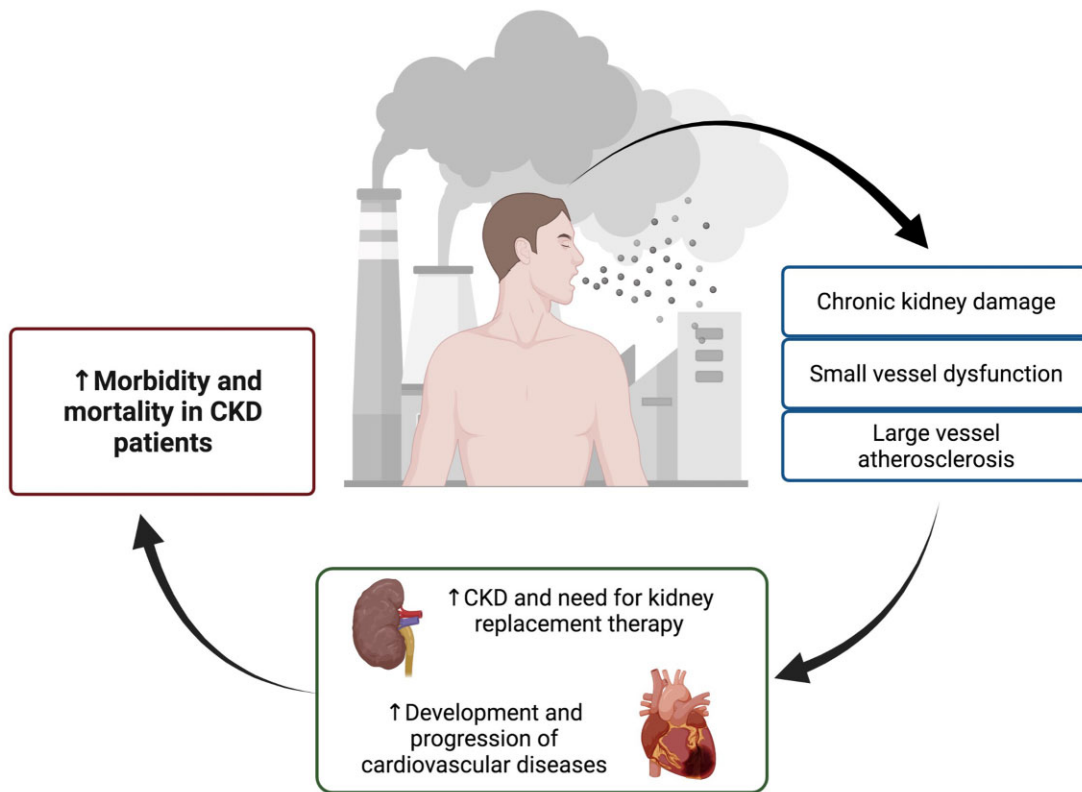 Chronic kidney damage
Small vessel dysfunction
Large vessel
atherosclerosis
↑CKD and need for kidney
replacement therapy
↑Development and
progression of
cardiovascular diseases
↑Morbidity and
mortality in CKD
patients